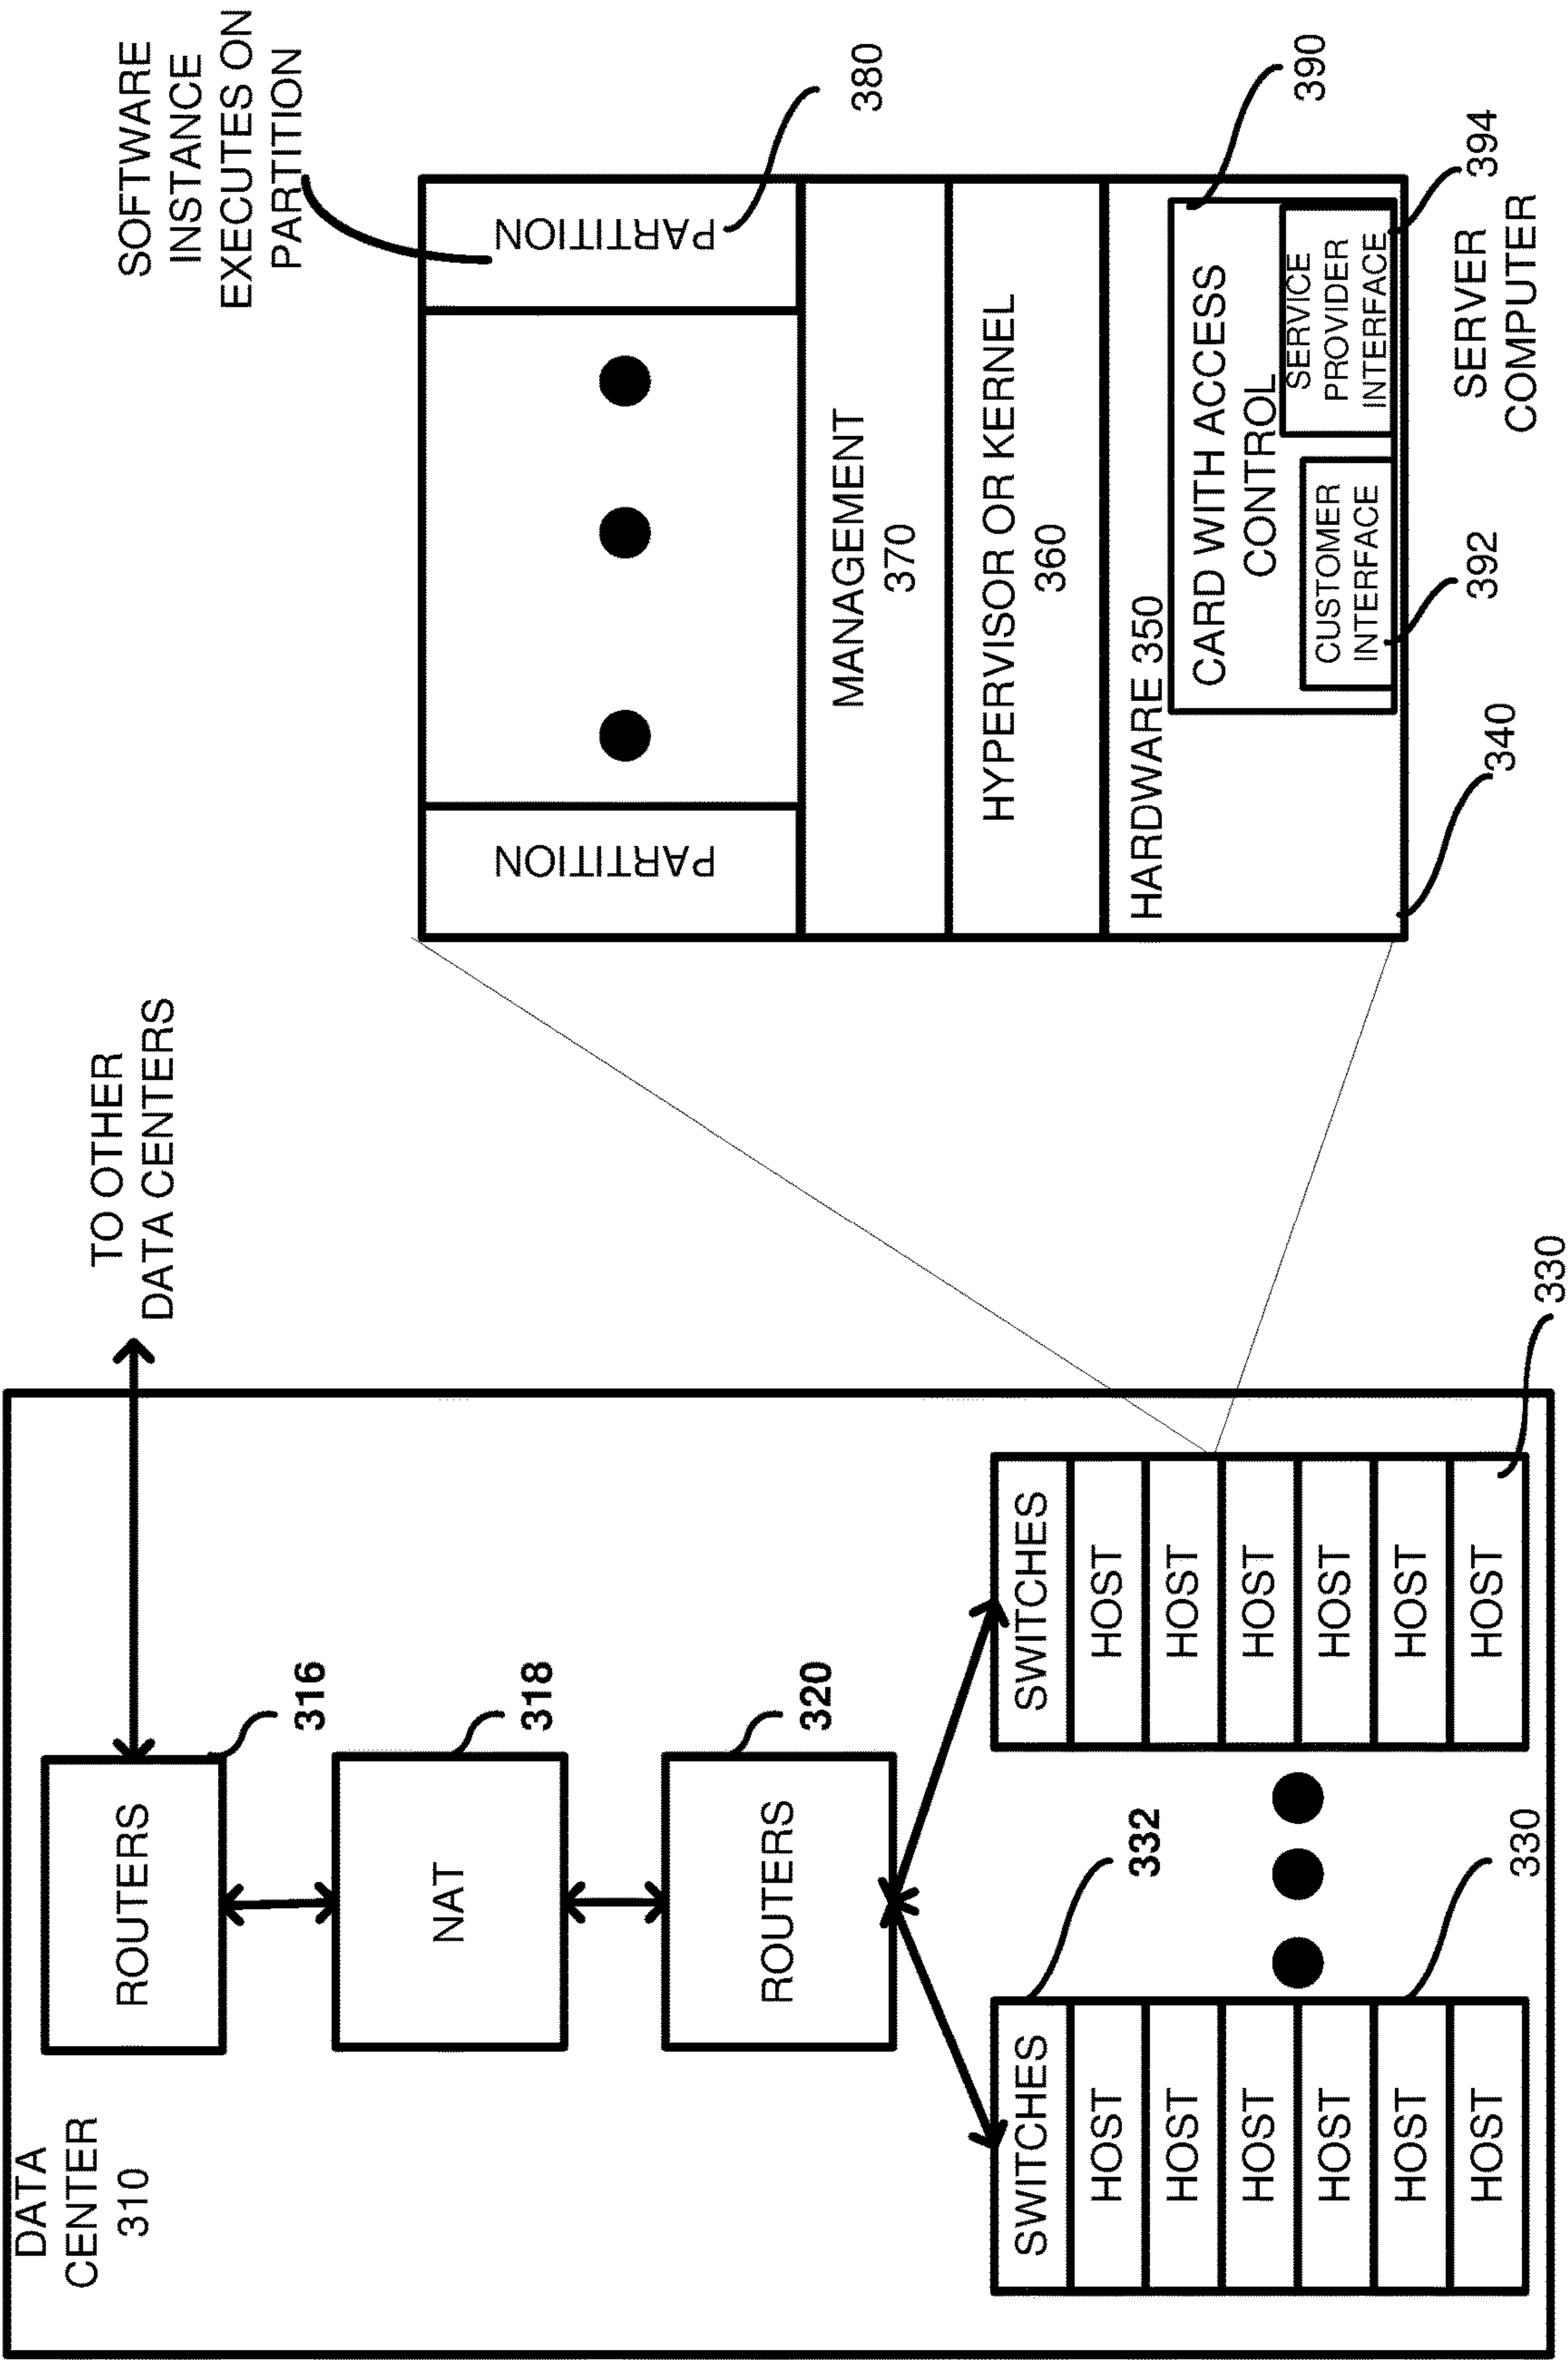 DATA
CENTER
310
ROUTERS
316
TO OTHER
DATA CENTERS
NAT
318
ROUTERS
320
SWITCHES
HOST
HOST
HOST
HOST
HOST
HOST
332
330
SWITCHES
HOST
HOST
HOST
HOST
HOST
HOST
330
SOFTWARE
INSTANCE
EXECUTES ON
PARTITION
PARTITION
PARTITION
380
MANAGEMENT
370
HYPERVISOR OR KERNEL
360
HARDWARE 350
CARD WITH ACCESS
CONTROL
390
CUSTOMER
INTERFACE
392
SERVICE
PROVIDER
INTERFACE
394
340
SERVER
COMPUTER